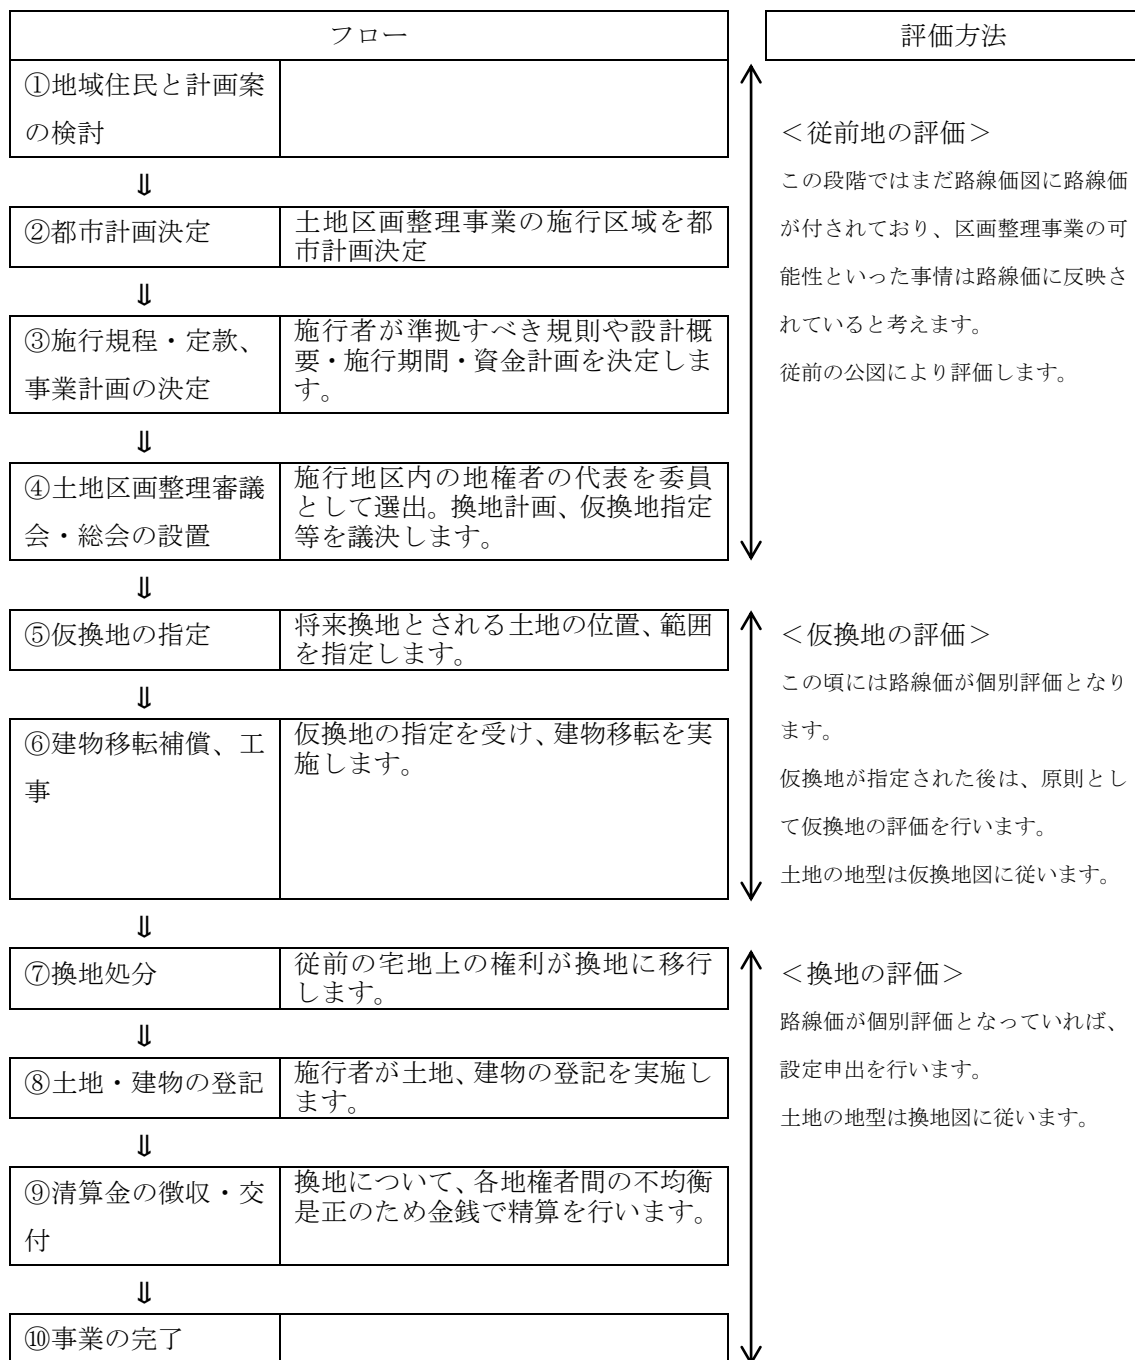 フロー
評価方法
①地域住民と計画案
の検討
⇓
②都市計画決定
土地区画整理事業の施行区域を都
市計画決定
⇓
③施行規程・定款、
事業計画の決定
施行者が準拠すべき規則や設計概
要・施行期間・資金計画を決定しま
す。
⇓
④土地区画整理審議
会・総会の設置
施行地区内の地権者の代表を委員
として選出。換地計画、仮換地指定
等を議決します。
＜従前地の評価＞
この段階ではまだ路線価図に路線価
が付されており、区画整理事業の可
能性といった事情は路線価に反映さ
れていると考えます。
従前の公図により評価します。
⇓
⑤仮換地の指定
将来換地とされる土地の位置、範囲
を指定します。
⇓
⑥建物移転補償、工
事
仮換地の指定を受け、建物移転を実
施します。
＜仮換地の評価＞
この頃には路線価が個別評価となり
ます。
仮換地が指定された後は、原則とし
て仮換地の評価を行います。
土地の地型は仮換地図に従います。
⇓
⑦換地処分
従前の宅地上の権利が換地に移行
します。
⇓
⑧土地・建物の登記
施行者が土地、建物の登記を実施し
ます。
⇓
⑨清算金の徴収・交
付
換地について、各地権者間の不均衡
是正のため金銭で精算を行います。
⇓
⑩事業の完了
＜換地の評価＞
路線価が個別評価となっていれば、
設定申出を行います。
土地の地型は換地図に従います。